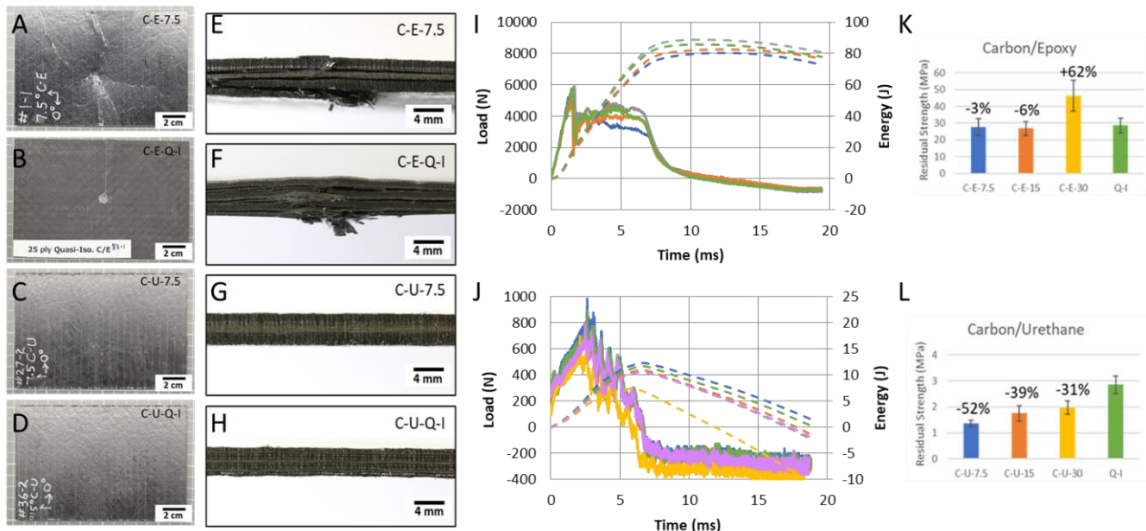 A
C-E-7.5
#1-1
7.5° C-E
0°
2 cm
B
C-E-Q-I
25 ply Quasi-Iso. C/E
2 cm
C
C-U-7.5
#27-2
7.5 C-U
→0°
2 cm
D
C-U-Q-I
#36-2
5° C-U
→0°
2 cm
E
C-E-7.5
4 mm
F
C-E-Q-I
4 mm
G
C-U-7.5
4 mm
H
C-U-Q-I
4 mm
I
10000
8000
6000
4000
2000
0
-2000
Load (N)
100
80
60
40
20
0
-20
Energy (J)
0
5
10
15
20
Time (ms)
J
1000
800
600
400
200
0
-200
-400
Load (N)
25
20
15
10
5
0
-5
-10
Energy (J)
0
5
10
15
20
Time (ms)
K
Carbon/Epoxy
Residual Strength (MPa)
60
50
40
30
20
10
0
-3%
-6%
+62%
C-E-7.5
C-E-15
C-E-30
Q-I
L
Carbon/Urethane
Residual Strength (MPa)
4
3
2
1
0
-52%
-39%
-31%
C-U-7.5
C-U-15
C-U-30
Q-I